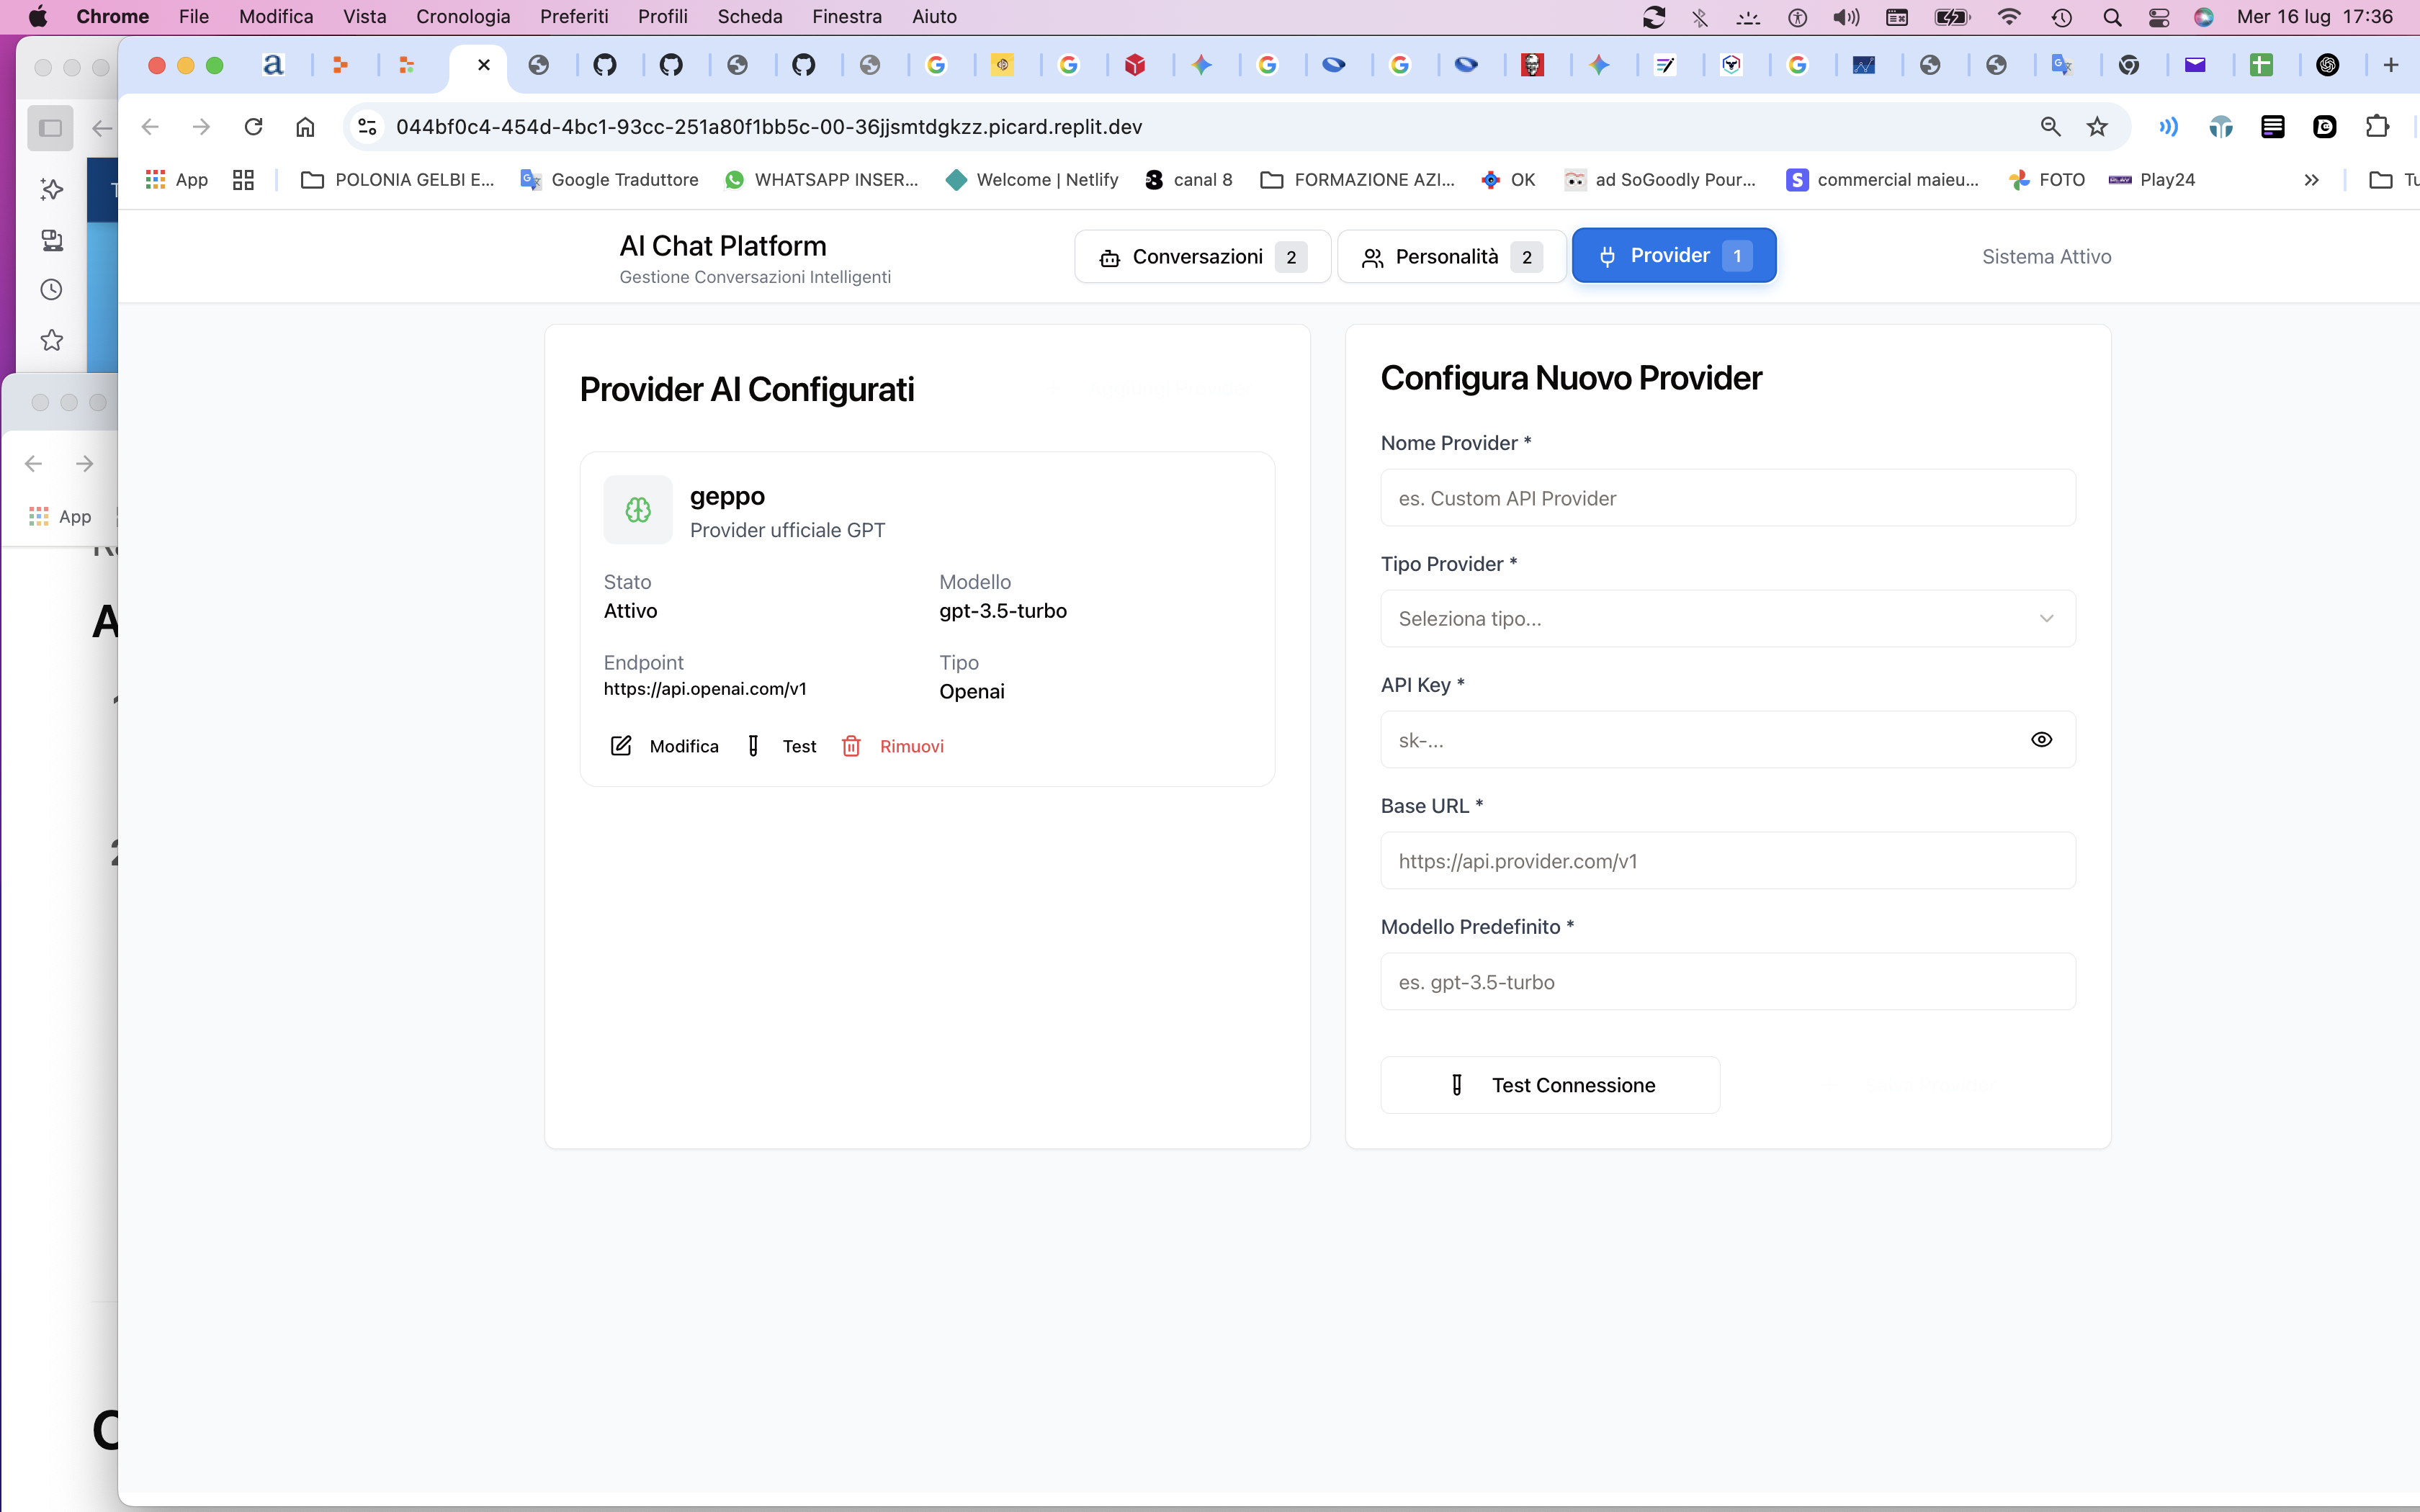 Chrome File Modifica Vista Cronologia Preferiti Profili Scheda Finestra Aiuto Mer 16 lug 17:36
044bf0c4-454d-4bc1-93cc-251a80f1bb5c-00-36jjsmtdgkzz.picard.replit.dev
App POLONIA GELBI E... Google Traduttore WHATSAPP INSER... Welcome | Netlify canal 8 FORMAZIONE AZI... OK ad SoGoodly Pour... commercial maieu... FOTO Play24 » Tu
AI Chat Platform
Gestione Conversazioni Intelligenti
Conversazioni 2
Personalità 2
Provider 1
Sistema Attivo
App
Provider AI Configurati
geppo
Provider ufficiale GPT
Stato
Attivo
Modello
gpt-3.5-turbo
Endpoint
https://api.openai.com/v1
Tipo
Openai
Modifica Test Rimuovi
Configura Nuovo Provider
Nome Provider *
es. Custom API Provider
Tipo Provider *
Seleziona tipo...
API Key *
sk-...
Base URL *
https://api.provider.com/v1
Modello Predefinito *
es. gpt-3.5-turbo
Test Connessione